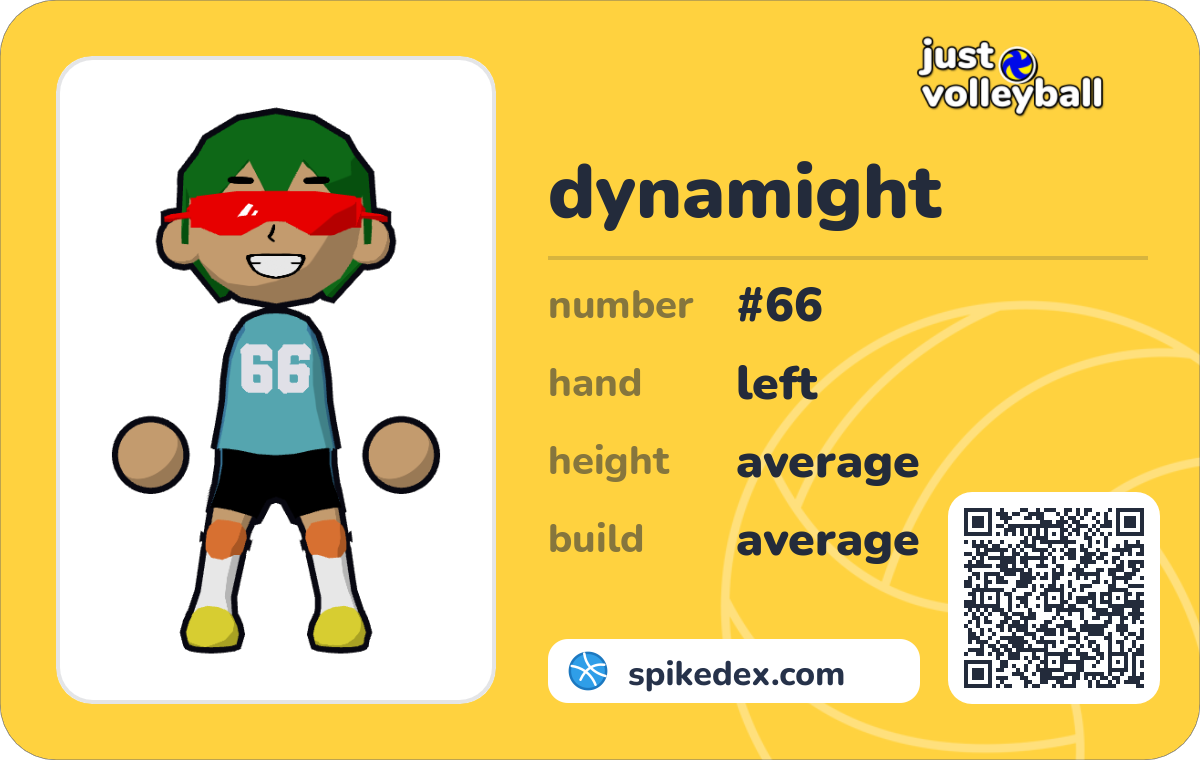 just
volleyball
dynamight
number #66
hand left
height average
build average
66
spikedex.com